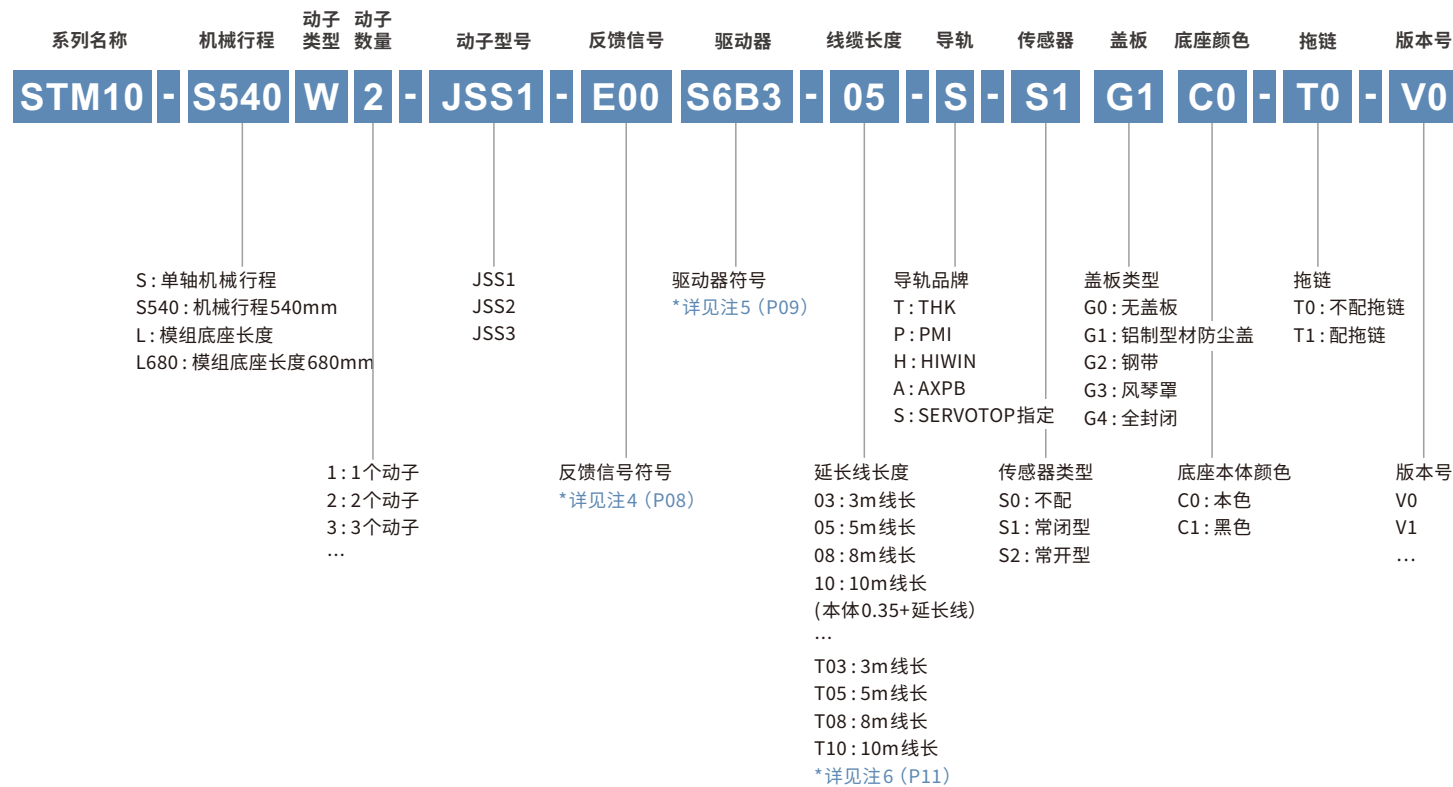 系列名称 机械行程 动子类型 动子数量 动子型号 反馈信号 驱动器 线缆长度 导轨 传感器 盖板 底座颜色 拖链 版本号
STM10 - S540 W 2 - JSS1 - E00 S6B3 - 05 - S - S1 G1 C0 - T0 - V0
S:单轴机械行程
S540:机械行程540mm
L:模组底座长度
L680:模组底座长度680mm
JSS1
JSS2
JSS3
驱动器符号
*详见注5（P09）
导轨品牌
T:THK
P:PMI
H:HIWIN
A:AXPB
S:SERVOTOP指定
盖板类型
G0:无盖板
G1:铝制型材防尘盖
G2:钢带
G3:风琴罩
G4:全封闭
拖链
T0:不配拖链
T1:配拖链
1:1个动子
2:2个动子
3:3个动子
…
反馈信号符号
*详见注4（P08）
延长线长度
03:3m线长
05:5m线长
08:8m线长
10:10m线长
(本体0.35+延长线）
…
T03:3m线长
T05:5m线长
T08:8m线长
T10:10m线长
*详见注6（P11）
传感器类型
S0:不配
S1:常闭型
S2:常开型
底座本体颜色
C0:本色
C1:黑色
版本号
V0
V1
…